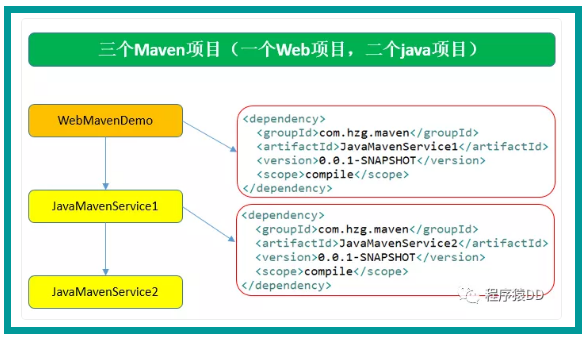 三个Maven项目（一个Web项目，二个java项目）
WebMavenDemo
<dependency>
<groupId>com.hzg.maven</groupId>
<artifactId>JavaMavenService1</artifactId>
<version>0.0.1-SNAPSHOT</version>
<scope>compile</scope>
</dependency>
JavaMavenService1
<dependency>
<groupId>com.hzg.maven</groupId>
<artifactId>JavaMavenService2</artifactId>
<version>0.0.1-SNAPSHOT</version>
<scope>compile</scope>
</dependency>
JavaMavenService2
程序猿DD